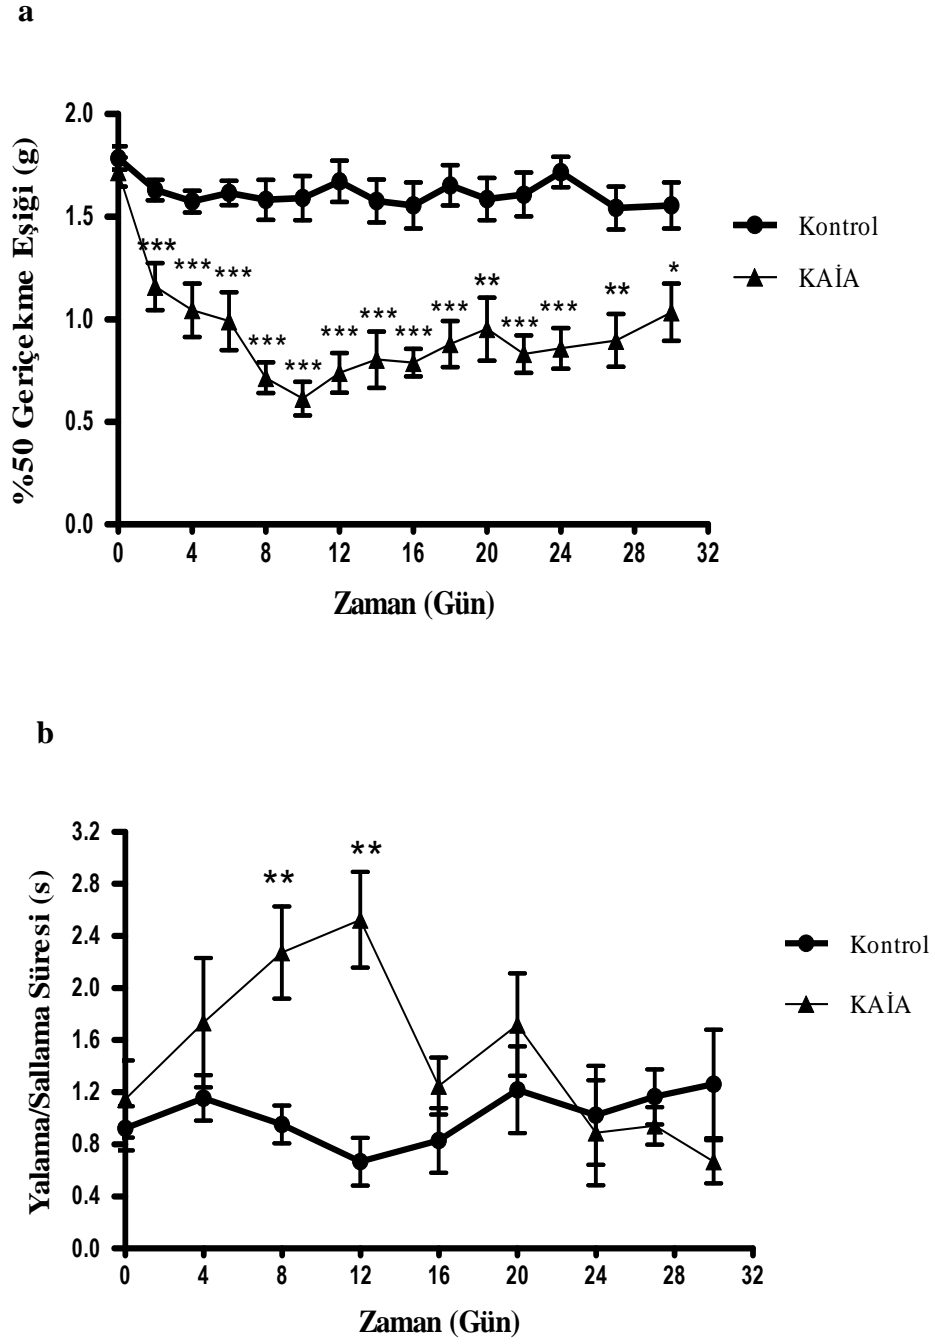 a
%50 Geriçekme Eşiği (g)
2.0
1.5
1.0
0.5
0.0
***
***
***
***
***
***
***
***
***
**
***
***
**
*
0 4 8 12 16 20 24 28 32
Zaman (Gün)
Kontrol
KAİA
b
Yalama/Sallama Süresi (s)
3.2
2.8
2.4
2.0
1.6
1.2
0.8
0.4
0.0
**
**
0 4 8 12 16 20 24 28 32
Zaman (Gün)
Kontrol
KAİA